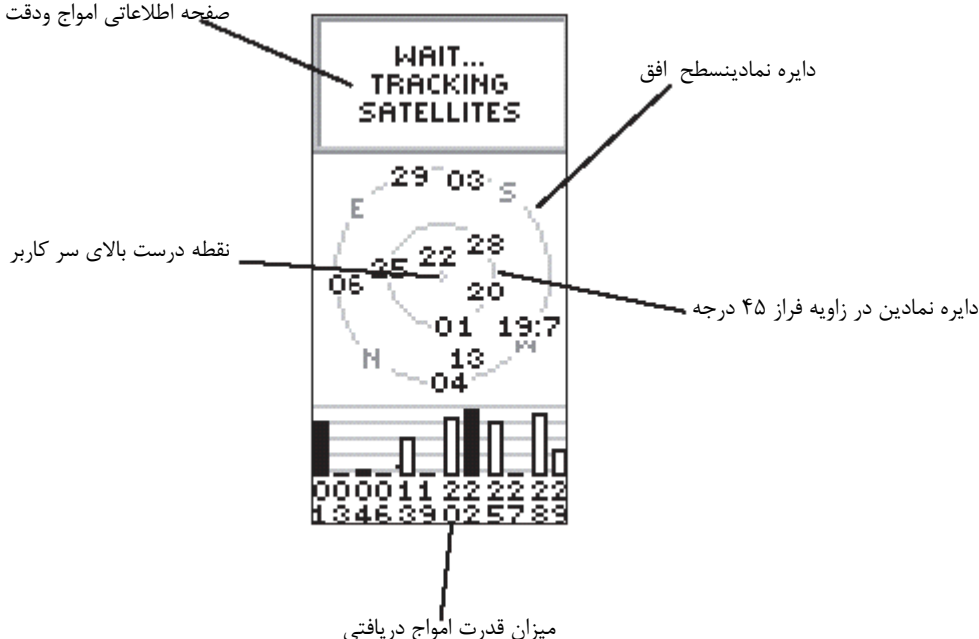 صفحه اطلاعاتی امواج ودقت
WAIT...
TRACKING
SATELLITES
دایره نمادینسطح افق
29 03 S
E
22 28
نقطه درست بالای سر کاربر
25
06
20
دایره نمادین در زاویه فراز ۴۵ درجه
01 19:7
N 13 W
04
00001122222
134639025789
میزان قدرت امواج دریافتی